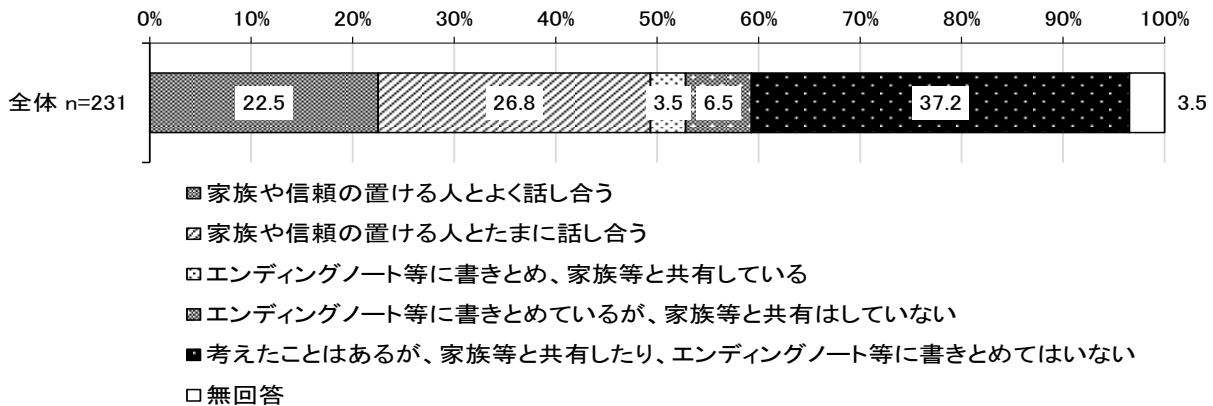 0% 10% 20% 30% 40% 50% 60% 70% 80% 90% 100%
全体 n=231 22.5 26.8 3.5 6.5 37.2 3.5
家族や信頼の置ける人とよく話し合う
家族や信頼の置ける人とたまに話し合う
エンディングノート等に書きとめ、家族等と共有している
エンディングノート等に書きとめているが、家族等と共有はしていない
考えたことはあるが、家族等と共有したり、エンディングノート等に書きとめてはいない
無回答